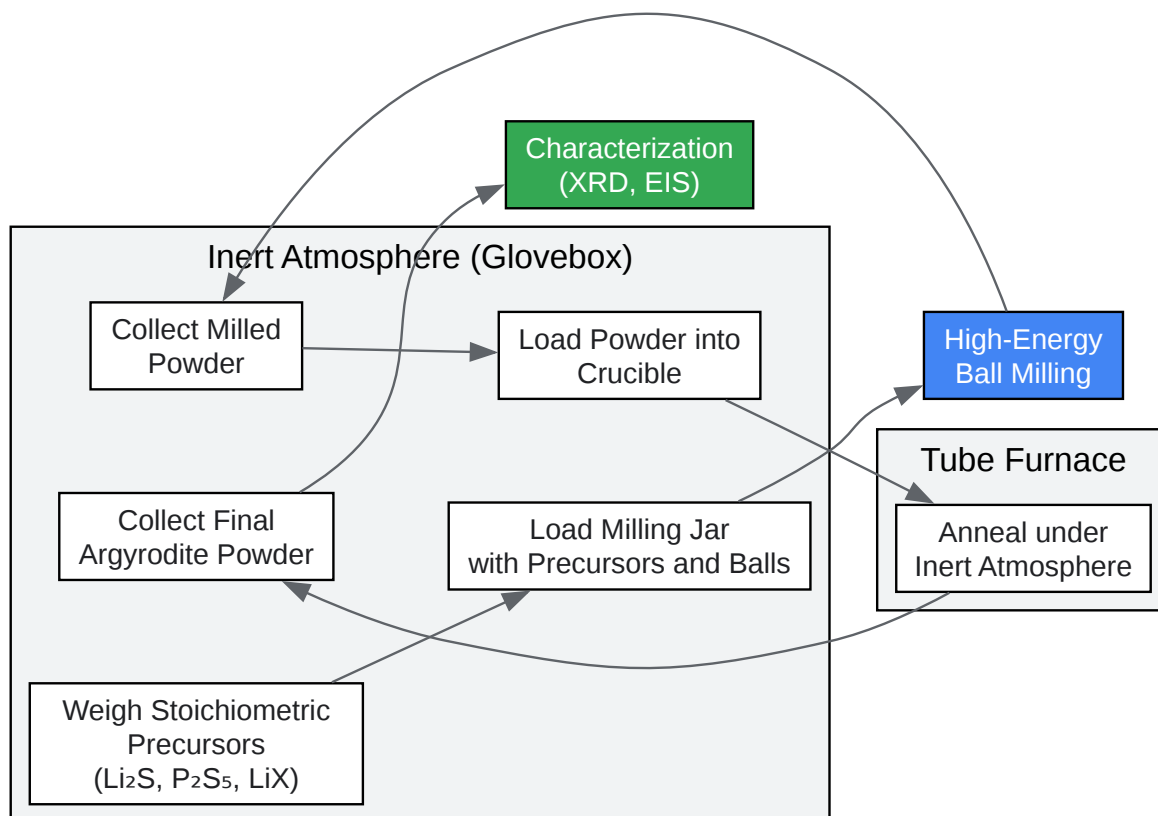 Characterization
(XRD, EIS)
Inert Atmosphere (Glovebox)
Collect Milled
Powder
Load Powder into
Crucible
High-Energy
Ball Milling
Tube Furnace
Collect Final
Argyrodite Powder
Load Milling Jar
with Precursors and Balls
Anneal under
Inert Atmosphere
Weigh Stoichiometric
Precursors
(Li₂S, P₂S₅, LiX)